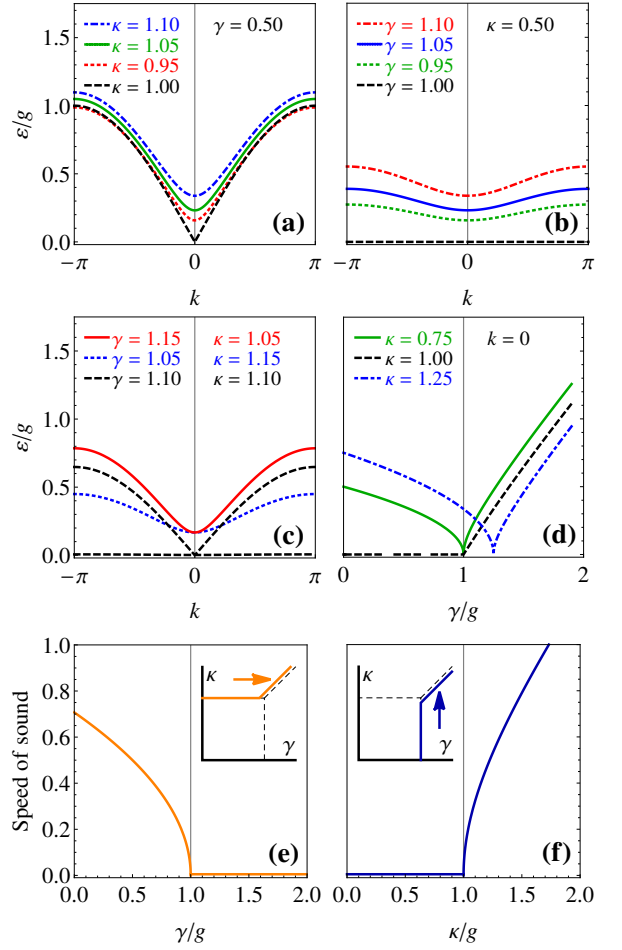 κ = 1.10 γ = 0.50
κ = 1.05
κ = 0.95
κ = 1.00
1.5
1.0
0.5
0.0
ε/g
(a)
−π 0 π
k
γ = 1.10 κ = 0.50
γ = 1.05
γ = 0.95
γ = 1.00
(b)
−π 0 π
k
γ = 1.15 κ = 1.05
γ = 1.05 κ = 1.15
γ = 1.10 κ = 1.10
1.5
1.0
0.5
0.0
ε/g
(c)
−π 0 π
k
κ = 0.75 k = 0
κ = 1.00
κ = 1.25
(d)
0 1 2
γ/g
1.0
0.8
0.6
0.4
0.2
0.0
Speed of sound
κ
γ
(e)
0.0 0.5 1.0 1.5 2.0
γ/g
κ
γ
(f)
0.0 0.5 1.0 1.5 2.0
κ/g